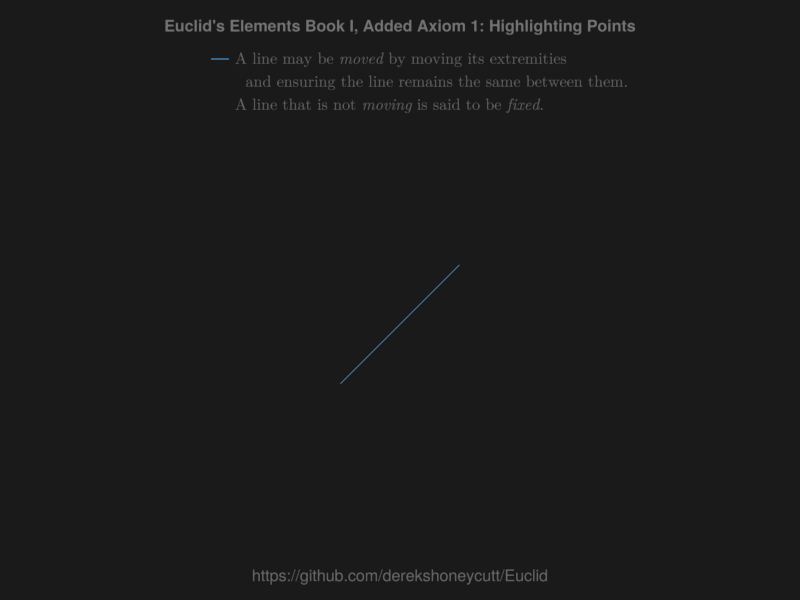 Euclid's Elements Book I, Added Axiom 1: Highlighting Points
A line may be moved by moving its extremities
and ensuring the line remains the same between them.
A line that is not moving is said to be fixed.
https://github.com/derekshoneycutt/Euclid